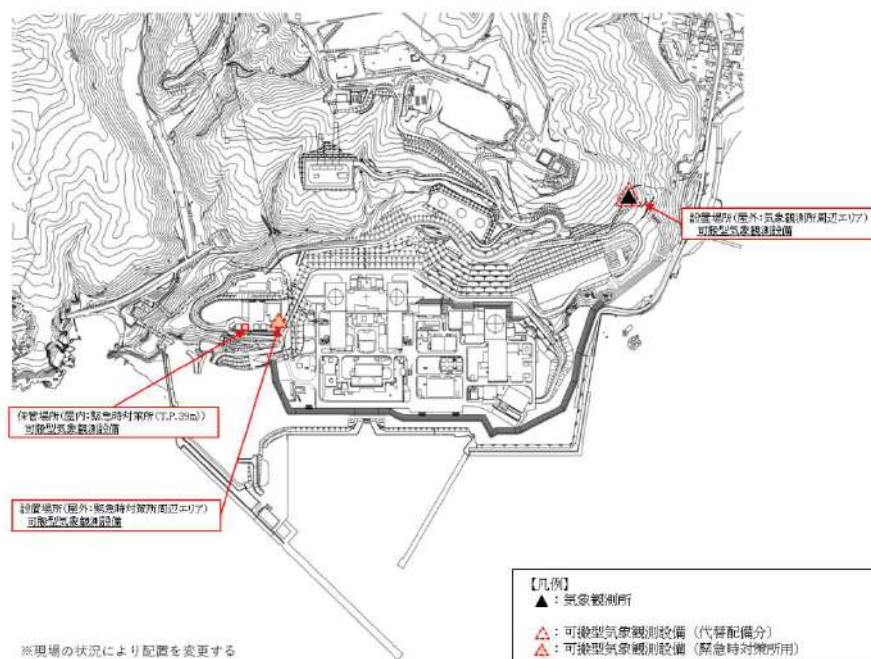 設置場所(屋外:気象観測所周辺エリア)
可搬型気象観測設備
保管場所(屋内:緊急時対策所(T.P.39m))
可搬型気象観測設備
設置場所(屋外:緊急時対策所周辺エリア)
可搬型気象観測設備
【凡例】
▲:気象観測所
△:可搬型気象観測設備(代替配備分)
△:可搬型気象観測設備(緊急時対策所用)
※現場の状況により配置を変更する